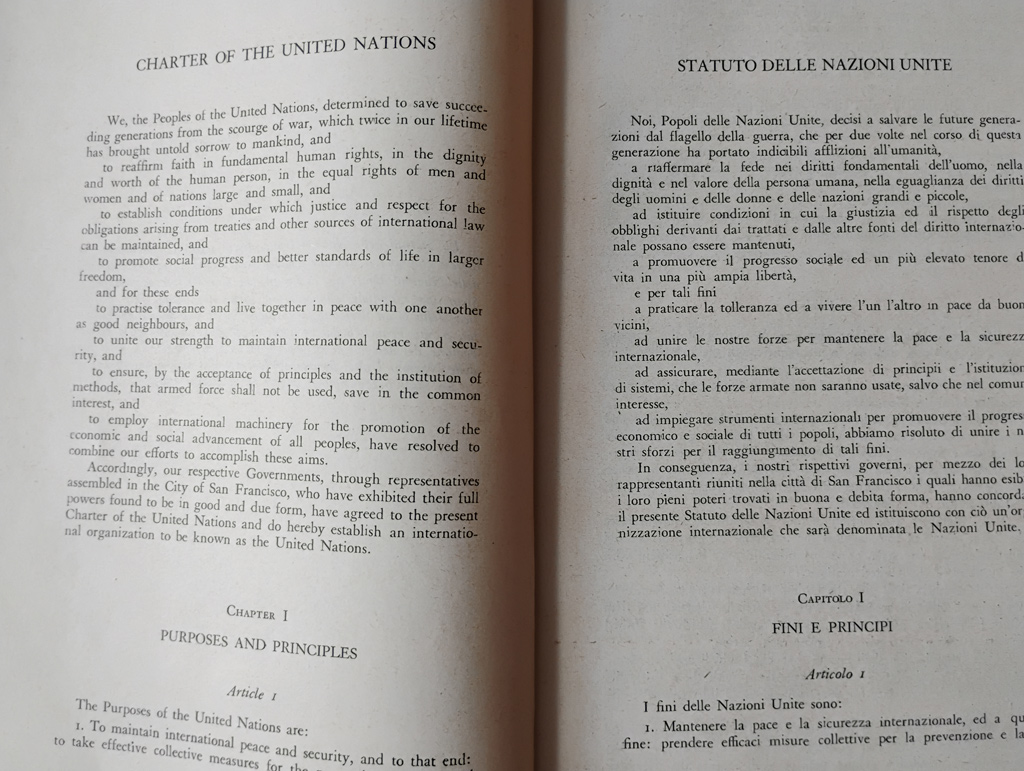 CHARTER OF THE UNITED NATIONS
We, the Peoples of the United Nations, determined to save succee-
ding generations from the scourge of war, which twice in our lifetime
has brought untold sorrow to mankind, and
to reaffirm faith in fundamental human rights, in the dignity
and worth of the human person, in the equal rights of men and
women and of nations large and small, and
to establish conditions under which justice and respect for the
obligations arising from treaties and other sources of international law
can be maintained, and
to promote social progress and better standards of life in larger
freedom,
and for these ends
to practise tolerance and live together in peace with one another
as good neighbours, and
to unite our strength to maintain international peace and secu-
rity, and
to ensure, by the acceptance of principles and the institution of
methods, that armed force shall not be used, save in the common
interest, and
to employ international machinery for the promotion of the
economic and social advancement of all peoples, have resolved to
combine our efforts to accomplish these aims.
Accordingly, our respective Governments, through representatives
assembled in the City of San Francisco, who have exhibited their full
powers found to be in good and due form, have agreed to the present
Charter of the United Nations and do hereby establish an internatio-
nal organization to be known as the United Nations.
CHAPTER I
PURPOSES AND PRINCIPLES
Article 1
The Purposes of the United Nations are:
1. To maintain international peace and security, and to that end:
to take effective collective measures for the
STATUTO DELLE NAZIONI UNITE
Noi, Popoli delle Nazioni Unite, decisi a salvare le future genera-
zioni dal flagello della guerra, che per due volte nel corso di questa
generazione ha portato indicibili afflizioni all'umanità,
a riaffermare la fede nei diritti fondamentali dell'uomo, nella
dignità e nel valore della persona umana, nella eguaglianza dei diritti
degli uomini e delle donne e delle nazioni grandi e piccole,
ad istituire condizioni in cui la giustizia ed il rispetto degli
obblighi derivanti dai trattati e dalle altre fonti del diritto internazio-
nale possano essere mantenuti,
a promuovere il progresso sociale ed un più elevato tenore d
vita in una più ampia libertà,
e per tali fini
a praticare la tolleranza ed a vivere l'un l'altro in pace da buon
vicini,
ad unire le nostre forze per mantenere la pace e la sicurezz
internazionale,
ad assicurare, mediante l'accettazione di principii e l'istituzion
di sistemi, che le forze armate non saranno usate, salvo che nel comun
interesse,
ad impiegare strumenti internazionali per promuovere il progres
economico e sociale di tutti i popoli, abbiamo risoluto di unire i n
stri sforzi per il raggiungimento di tali fini.
In conseguenza, i nostri rispettivi governi, per mezzo dei lo
rappresentanti riuniti nella città di San Francisco i quali hanno esib
i loro pieni poteri trovati in buona e debita forma, hanno concorda
il presente Statuto delle Nazioni Unite ed istituiscono con ciò un'or
nizzazione internazionale che sarà denominata le Nazioni Unite.
CAPITOLO I
FINI E PRINCIPI
Articolo 1
I fini delle Nazioni Unite sono:
1. Mantenere la pace e la sicurezza internazionale, ed a qu
fine: prendere efficaci misure collettive per la prevenzione e la